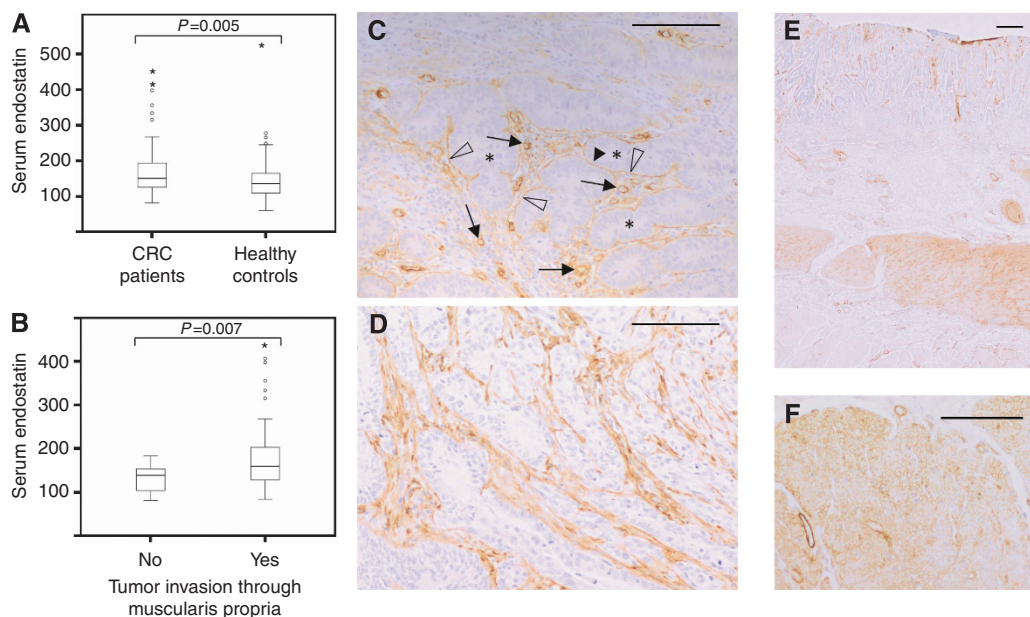 A
P=0.005
500
400
300
200
100
Serum endostatin
CRC patients
Healthy controls
B
P=0.007
400
300
200
100
Serum endostatin
No
Yes
Tumor invasion through
muscularis propria
C
D
E
F